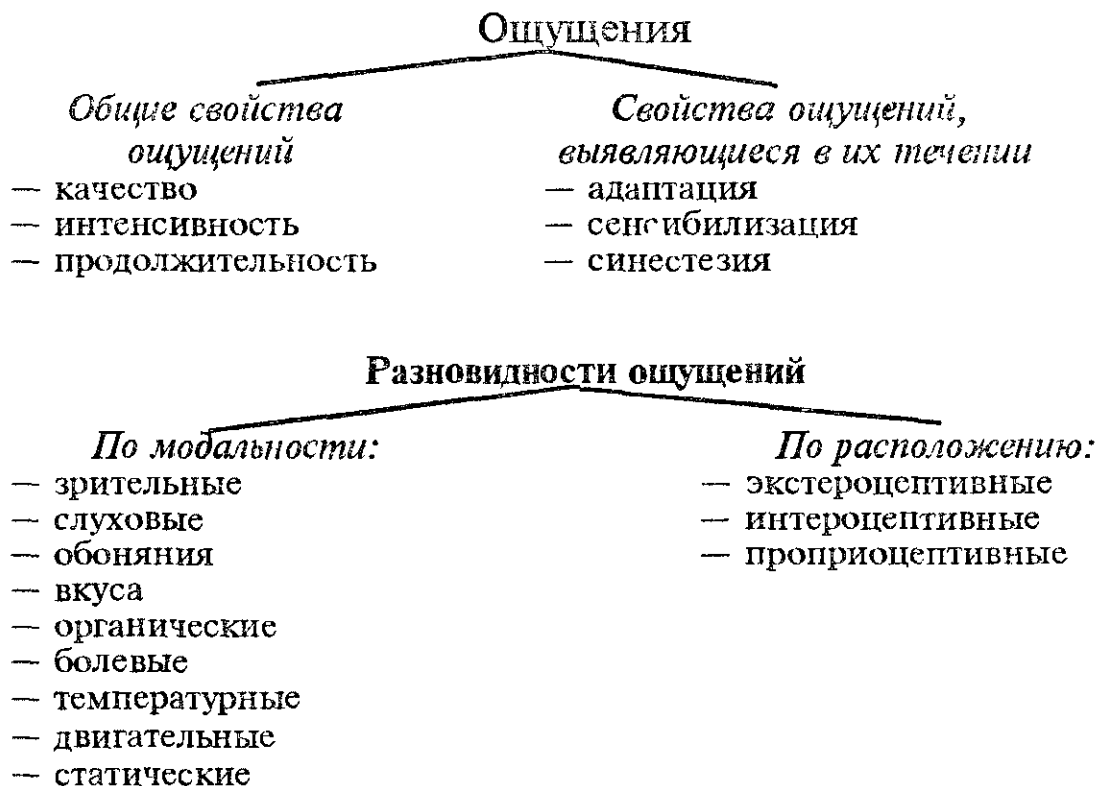 Ощущения
Общие свойства
ощущений
— качество
— интенсивность
— продолжительность
Свойства ощущений,
выявляющиеся в их течении
— адаптация
— сенсибилизация
— синестезия
Разновидности ощущений
По модальности:
— зрительные
— слуховые
— обоняния
— вкуса
— органические
— болевые
— температурные
— двигательные
— статические
По расположению:
— экстероцептивные
— интероцептивные
— проприоцептивные